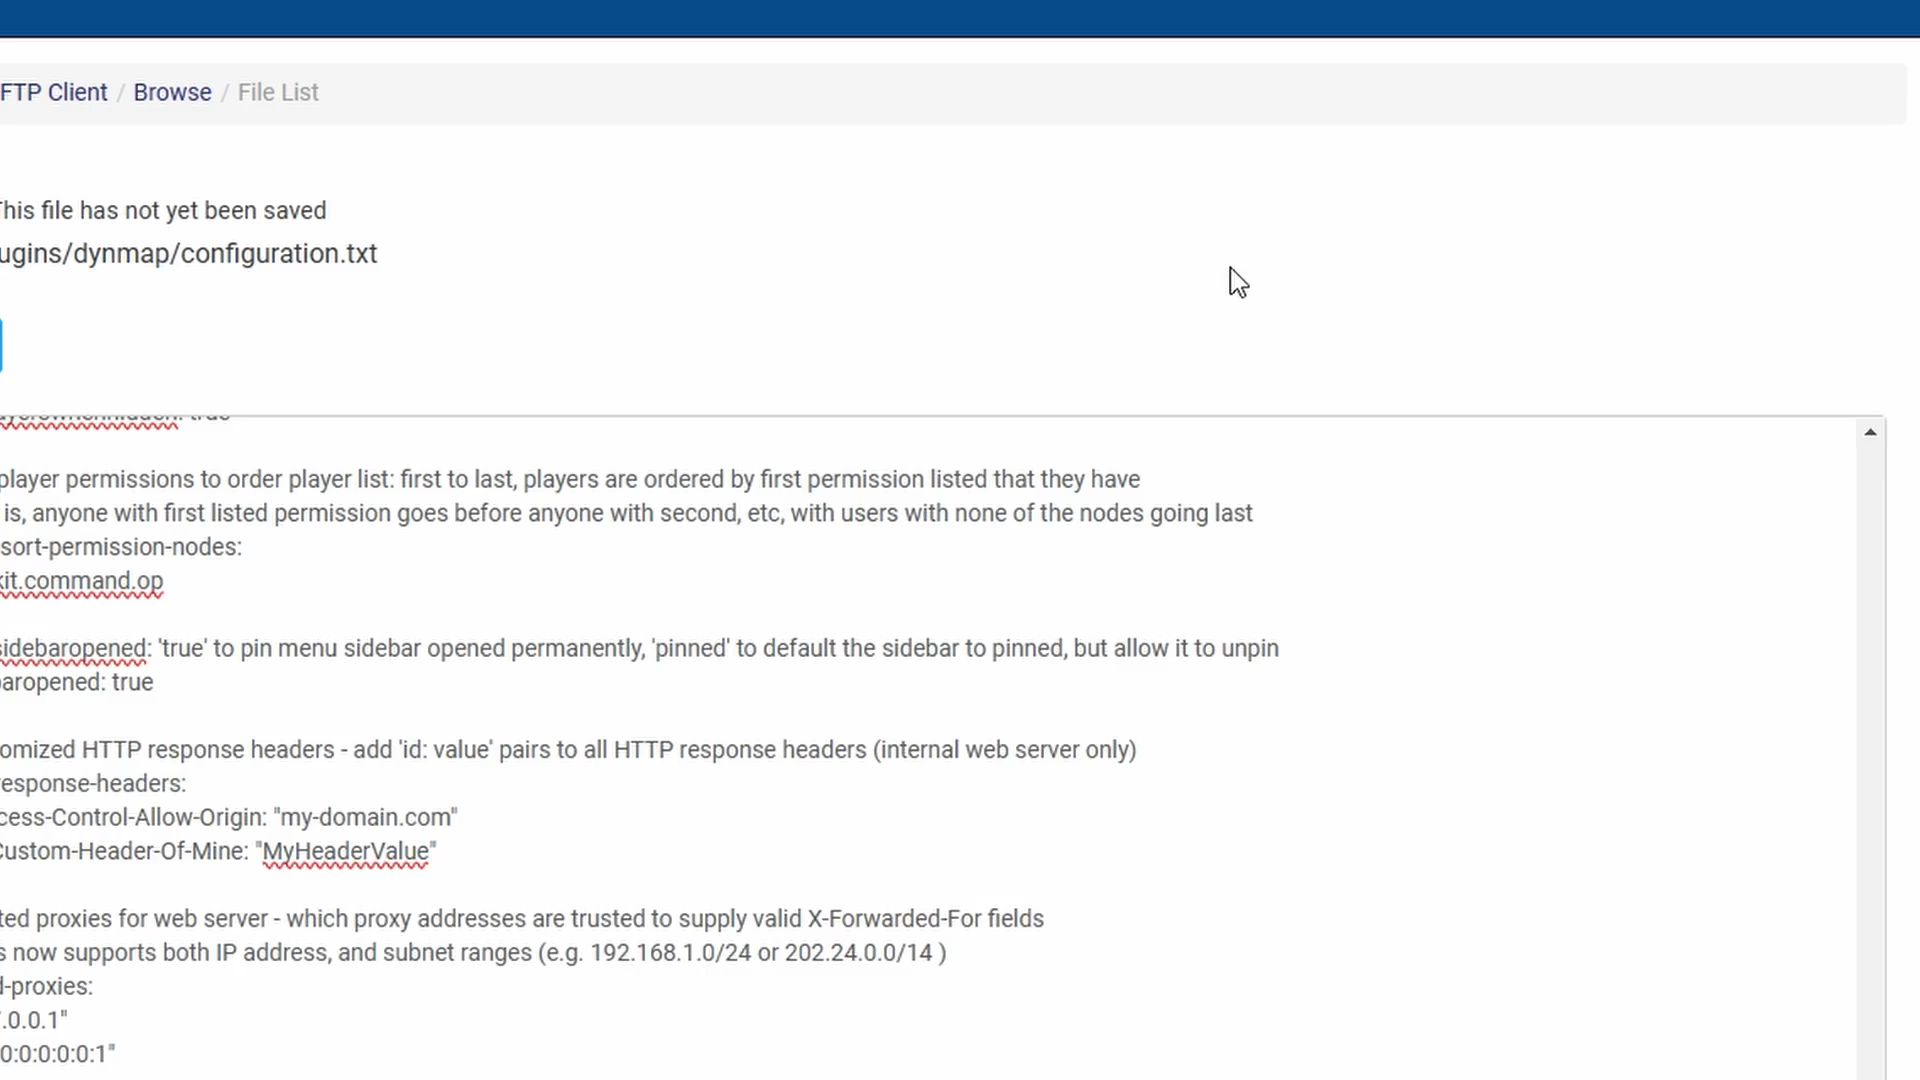 FTP Client / Browse / File List
This file has not yet been saved
ugins/dynmap/configuration.txt
player permissions to order player list: first to last, players are ordered by first permission listed that they have
is, anyone with first listed permission goes before anyone with second, etc, with users with none of the nodes going last
sort-permission-nodes:
kit.command.op
sidebaropened: 'true' to pin menu sidebar opened permanently, 'pinned' to default the sidebar to pinned, but allow it to unpin
baropened: true
omized HTTP response headers - add 'id: value' pairs to all HTTP response headers (internal web server only)
response-headers:
cess-Control-Allow-Origin: "my-domain.com"
Custom-Header-Of-Mine: "MyHeaderValue"
ted proxies for web server - which proxy addresses are trusted to supply valid X-Forwarded-For fields
s now supports both IP address, and subnet ranges (e.g. 192.168.1.0/24 or 202.24.0.0/14 )
d-proxies:
.0.0.1"
0:0:0:0:0:1"